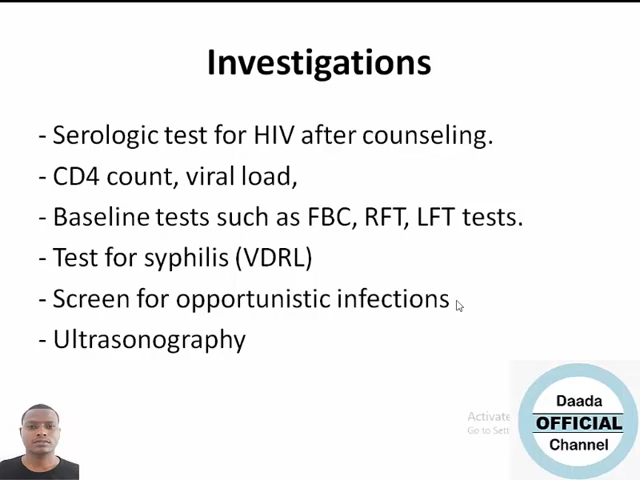 Investigations
- Serologic test for HIV after counseling.
- CD4 count, viral load,
- Baseline tests such as FBC, RFT, LFT tests.
- Test for syphilis (VDRL)
- Screen for opportunistic infections
- Ultrasonography
Activate
Go to Sett
Daada
OFFICIAL
Channel